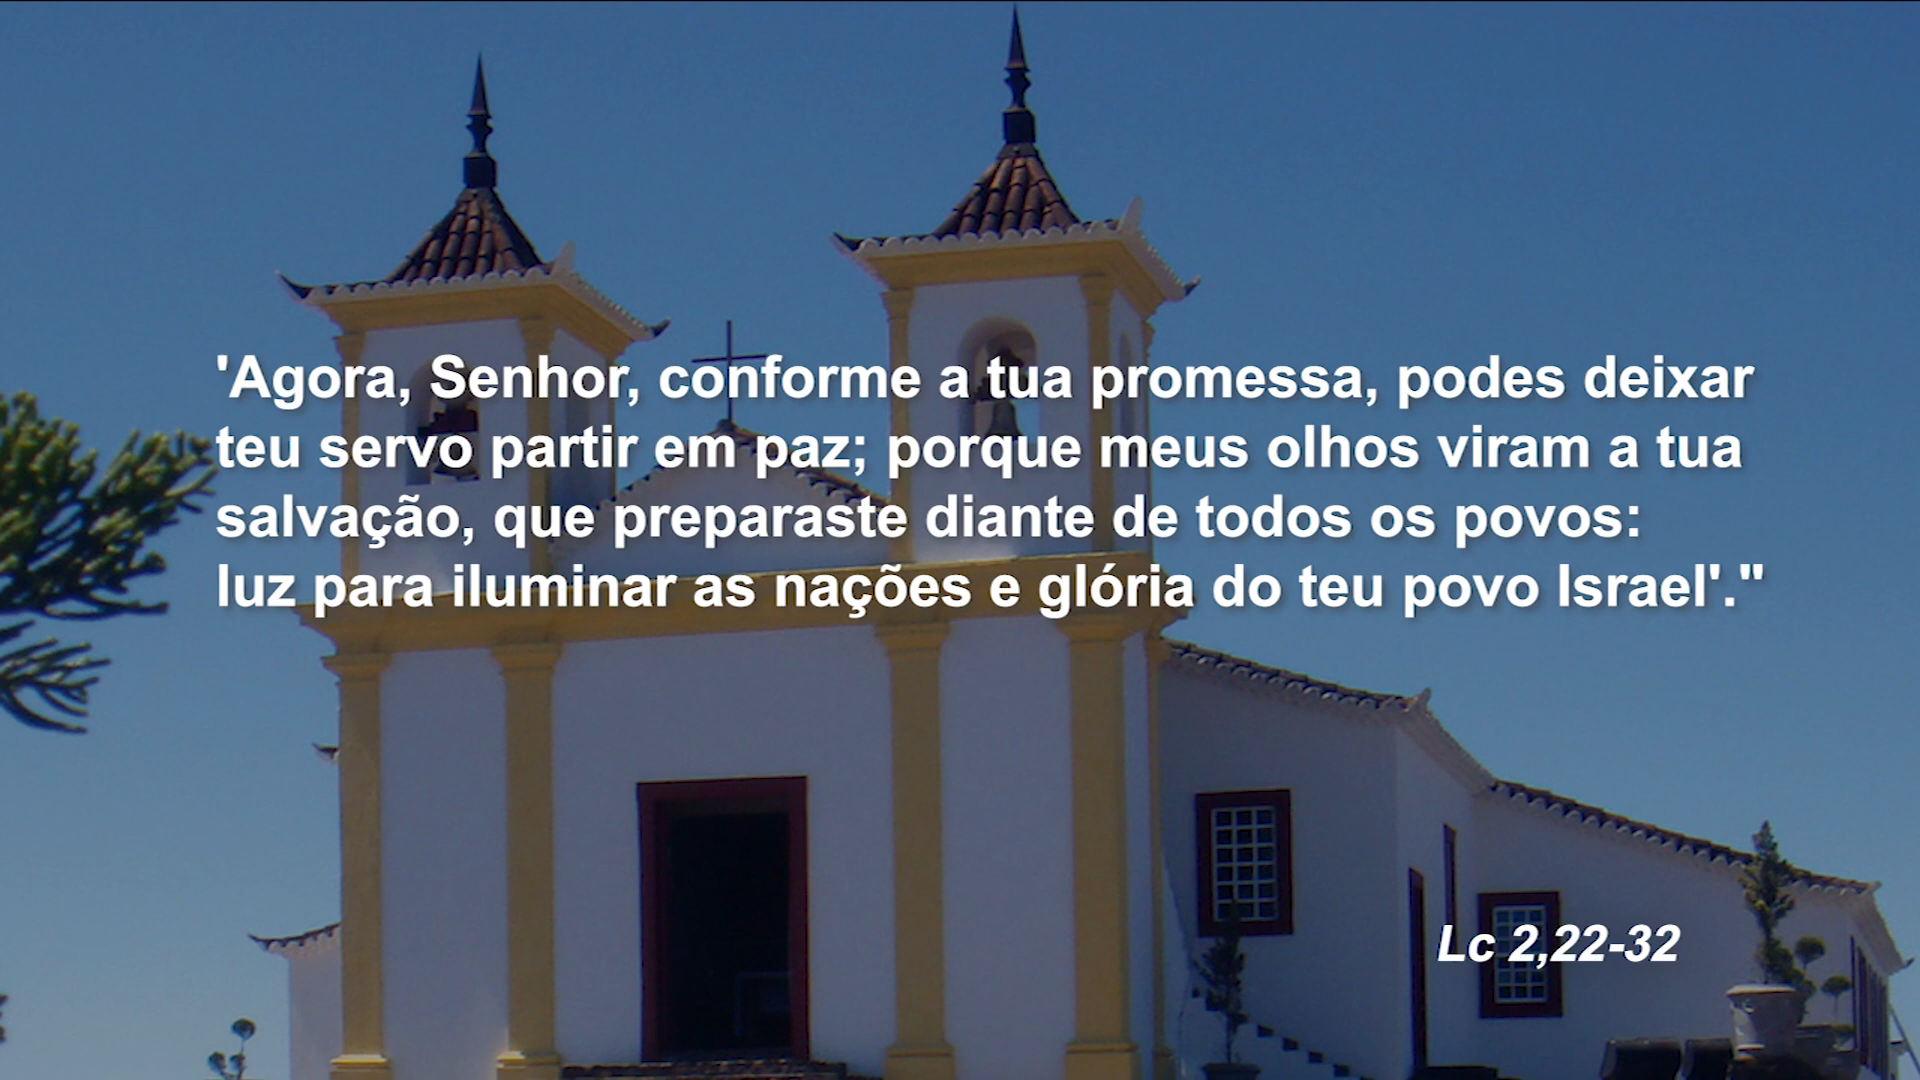 'Agora, Senhor, conforme a tua promessa, podes deixar
teu servo partir em paz; porque meus olhos viram a tua
salvação, que preparaste diante de todos os povos:
luz para iluminar as nações e glória do teu povo Israel'."
Lc 2,22-32